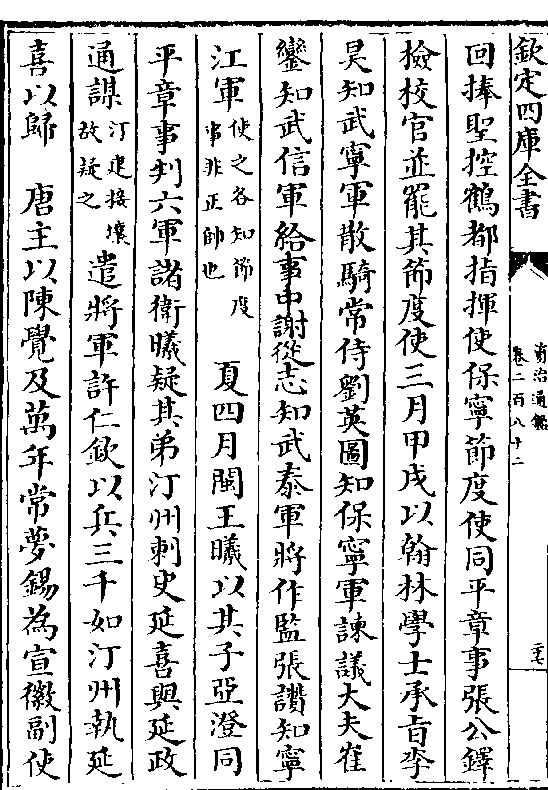 欽定四庫全書
資治通鑑
卷二百八十二
二十七
回捧聖控鶴都指揮使保寧節度使同平章事張公鐸
檢校官並罷其節度使三月甲戌以翰林學士承旨李
昊知武寧軍散騎常侍劉英圖知保寧軍諫議大夫崔
鑾知武信軍給事中謝從志知武泰軍將作監張讚知寧
江軍使之各知節度事非正帥也 夏四月閩王曦以其子亞澄同
平章事判六軍諸衛曦疑其弟汀州刺史延喜與延政
通謀汀建接壤故疑之遣將軍許仁欽以兵三千如汀州執延
喜以歸 唐主以陳覺及萬年常夢錫為宣徽副使